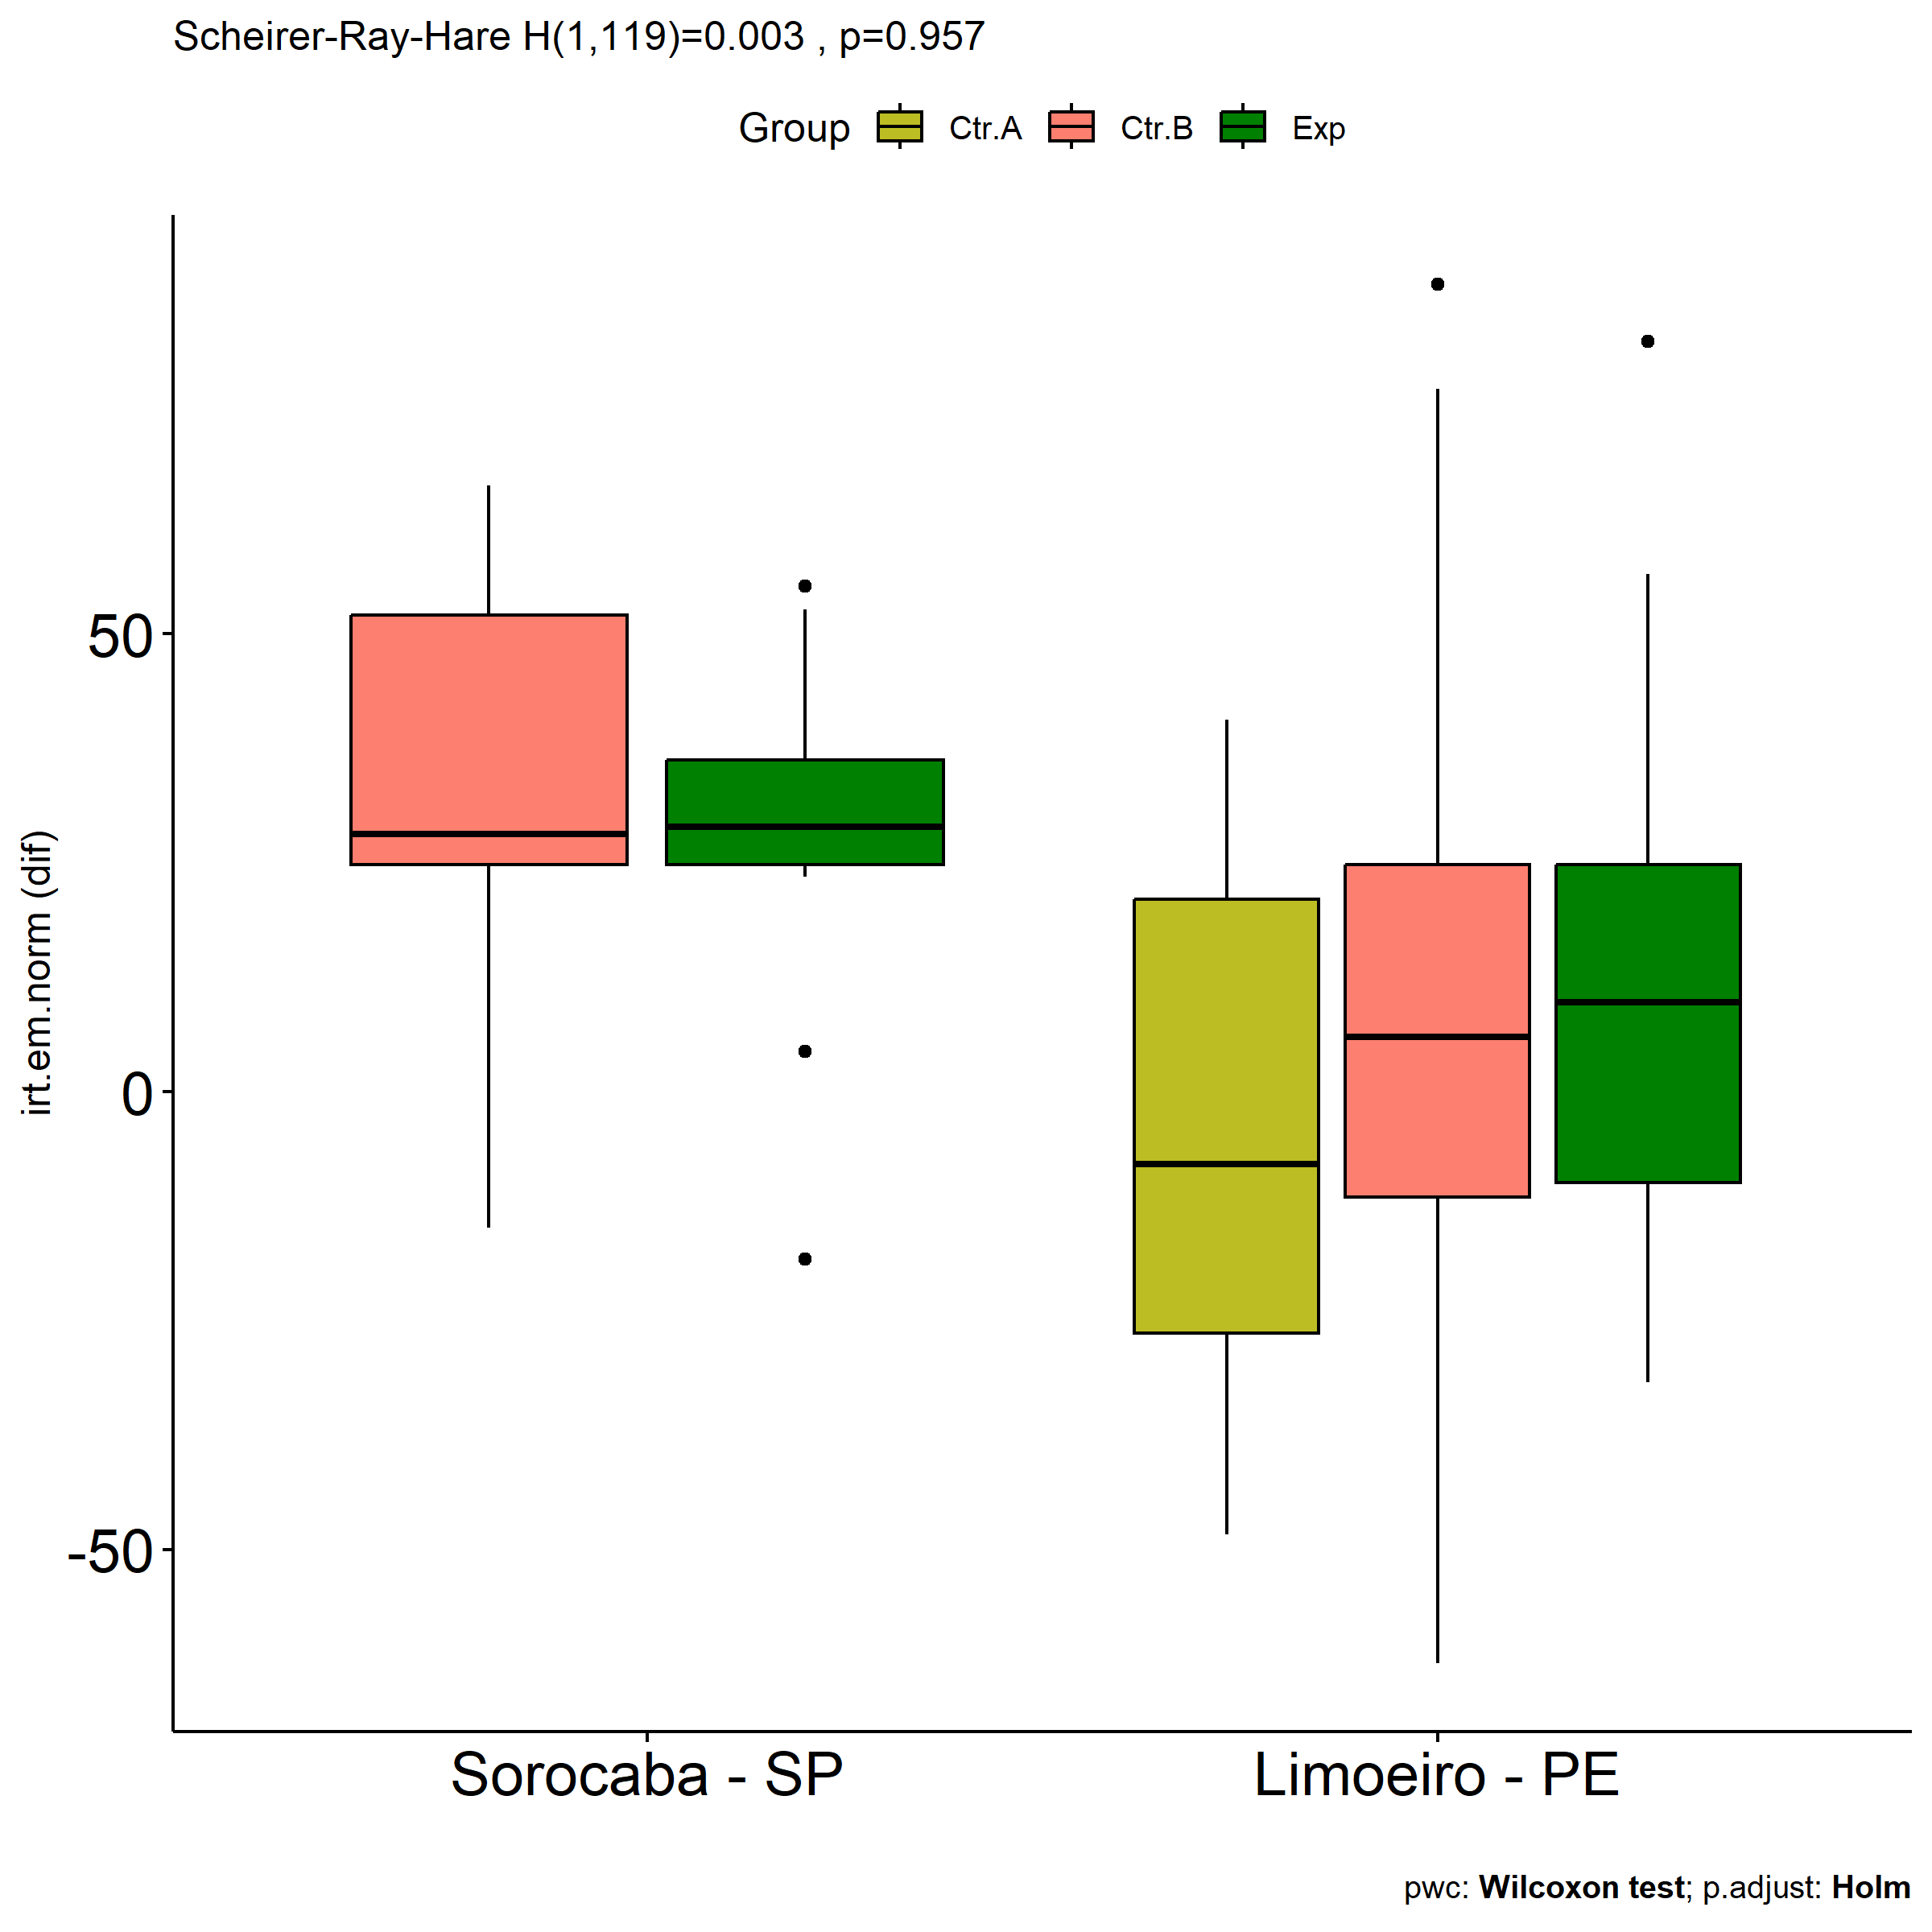 Scheirer-Ray-Hare H(1,119)=0.003 , p=0.957
Group Ctr.A Ctr.B Exp
irt.em.norm (dif)
50
0
-50
Sorocaba - SP Limoeiro - PE
pwc: Wilcoxon test; p.adjust: Holm